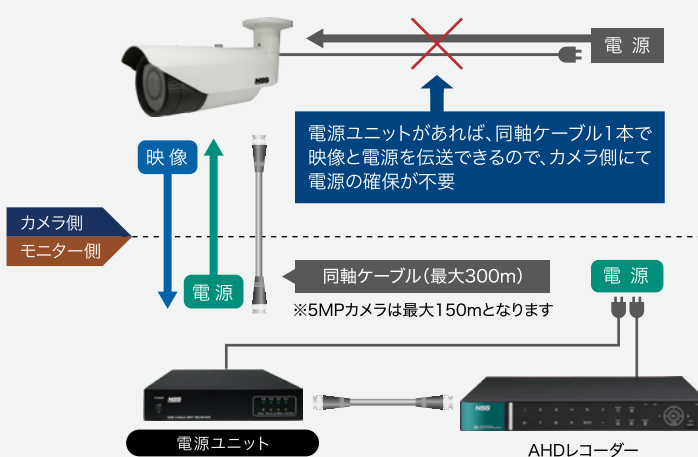 電源
NSS
電源ユニットがあれば、同軸ケーブル1本で
映像と電源を伝送できるので、カメラ側にて
電源の確保が不要
映像
カメラ側
モニター側
電源
同軸ケーブル(最大300m)
電源
※5MPカメラは最大150mとなります
NSS
NSS
電源ユニット
AHDレコーダー